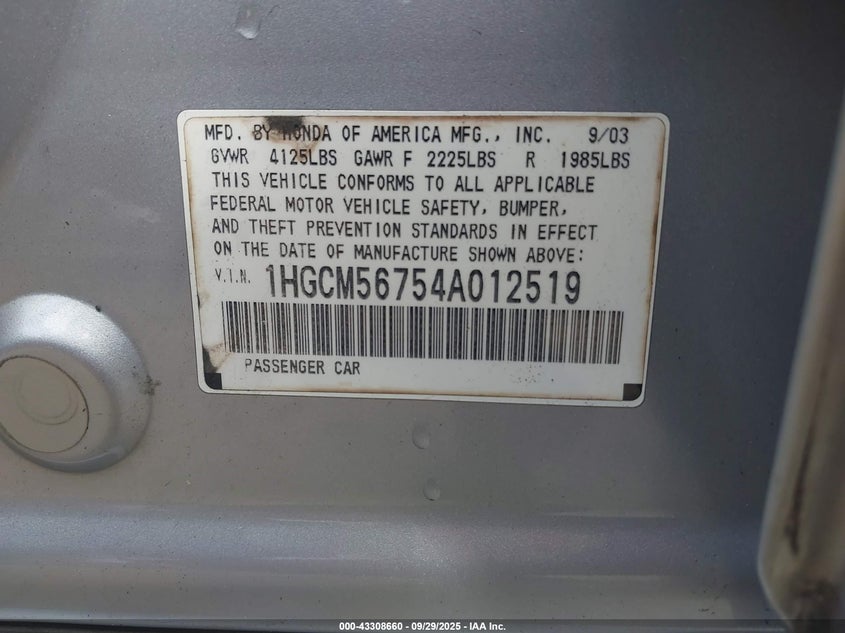 MFD. BY HONDA OF AMERICA MFG., INC. 9/03
GVWR 4125LBS GAWR F 2225LBS R 1985LBS
THIS VEHICLE CONFORMS TO ALL APPLICABLE
FEDERAL MOTOR VEHICLE SAFETY, BUMPER,
AND THEFT PREVENTION STANDARDS IN EFFECT
ON THE DATE OF MANUFACTURE SHOWN ABOVE:
V.I.N. 1HGCM56754A012519
PASSENGER CAR
000-43308660 - 09/29/2025 - IAA Inc.